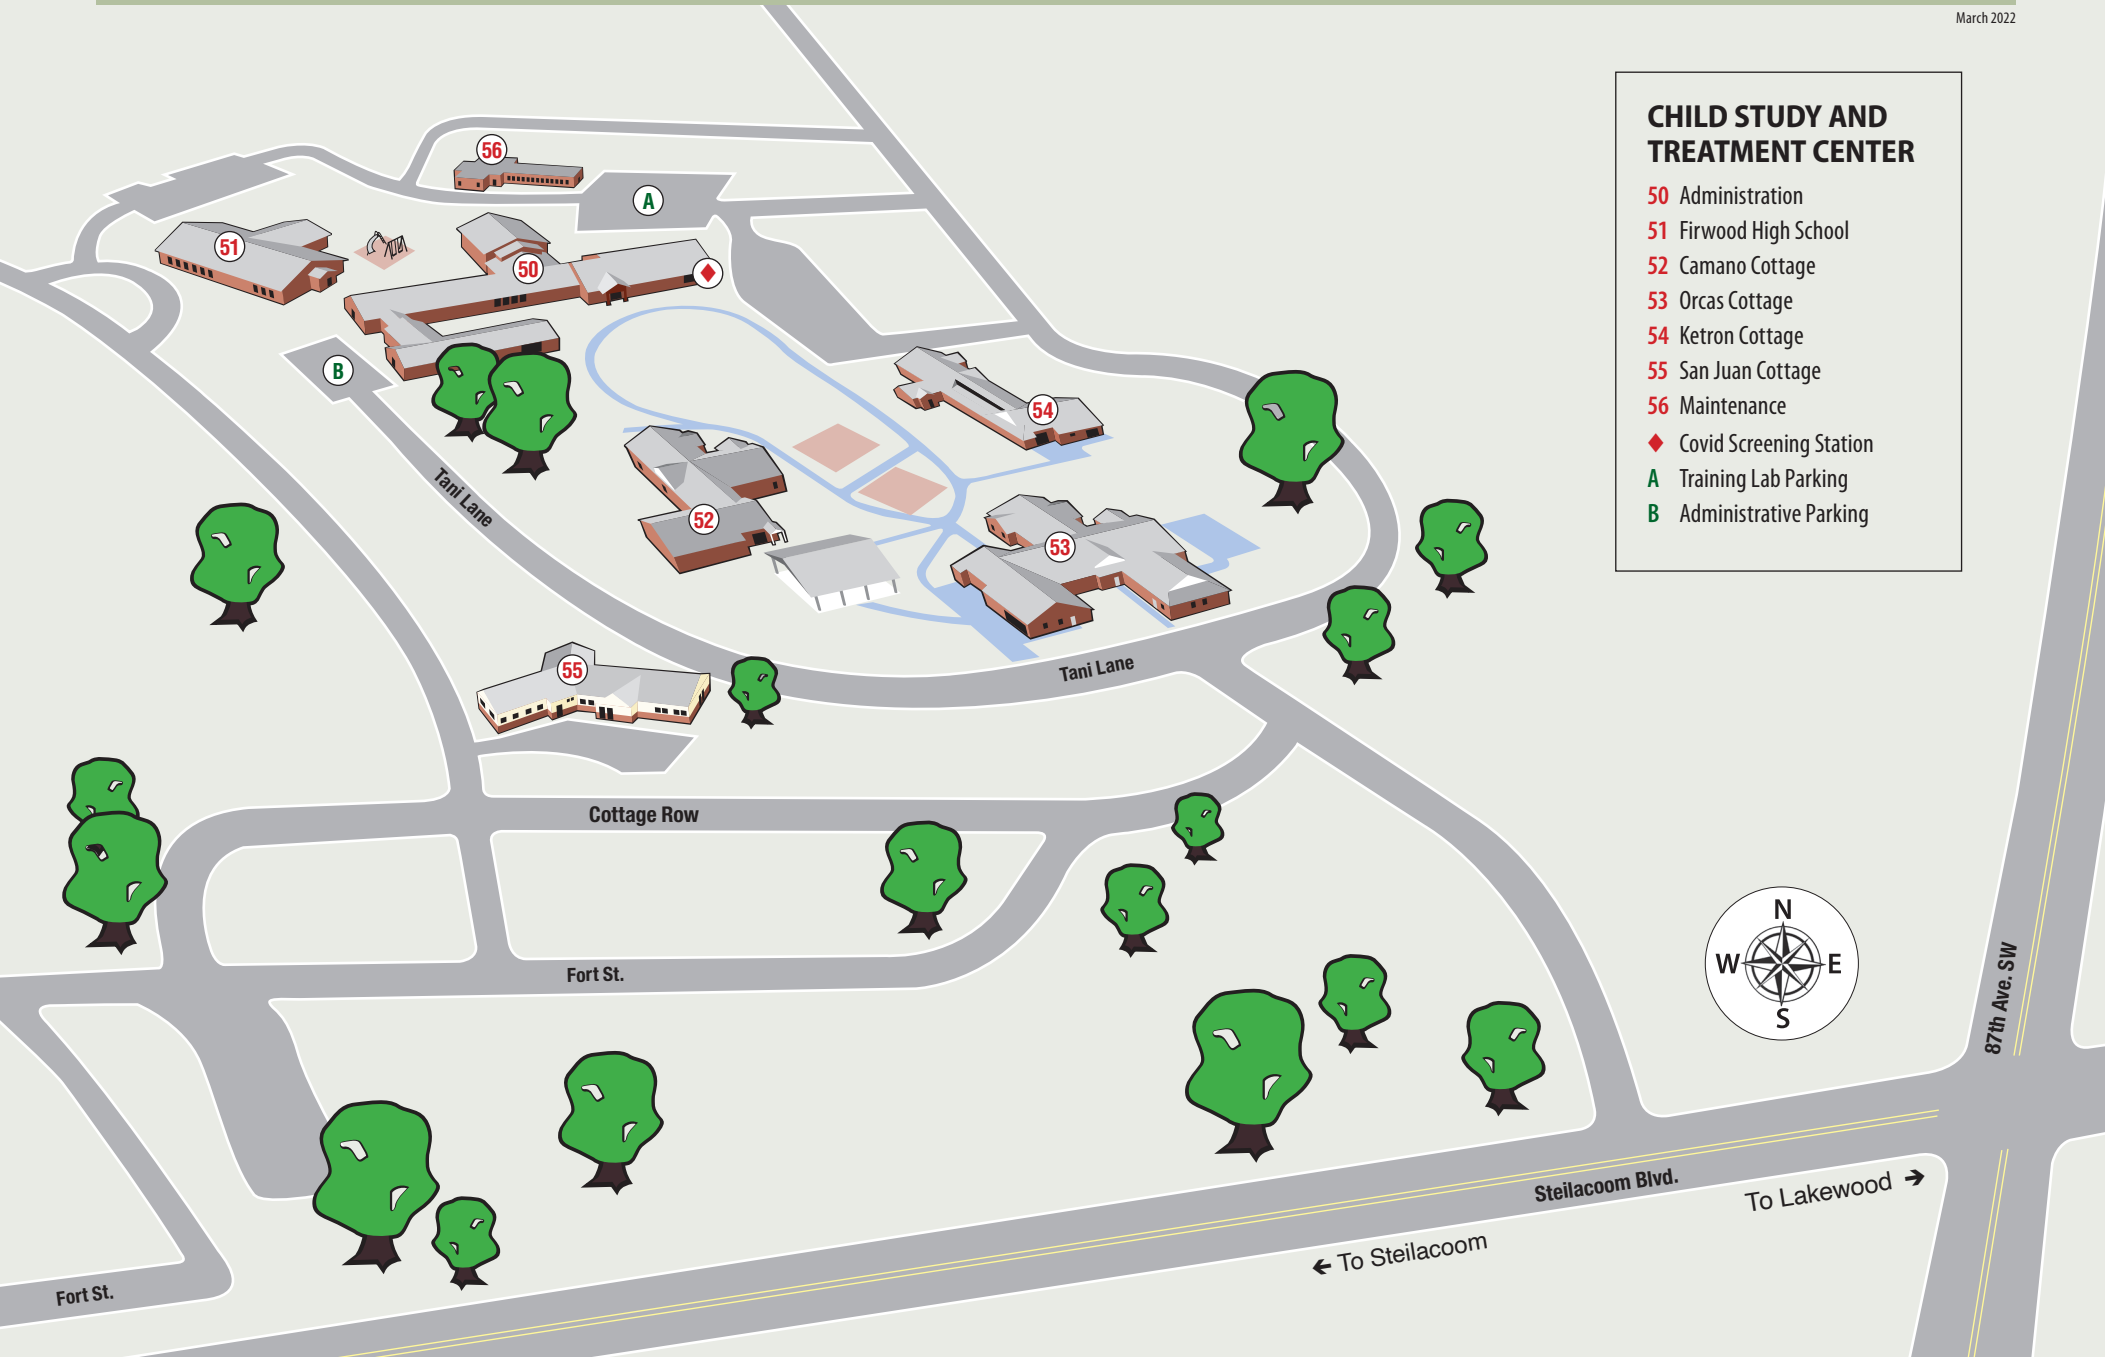 March 2022
CHILD STUDY AND
TREATMENT CENTER
50 Administration
51 Firwood High School
52 Camano Cottage
53 Orcas Cottage
54 Ketron Cottage
55 San Juan Cottage
56 Maintenance
Covid Screening Station
A Training Lab Parking
B Administrative Parking
56
A
51
50
B
54
Tani Lane
52
53
55
Tani Lane
Cottage Row
Fort St.
N
W E
S
87th Ave. SW
Steilacoom Blvd.
To Lakewood
To Steilacoom
Fort St.